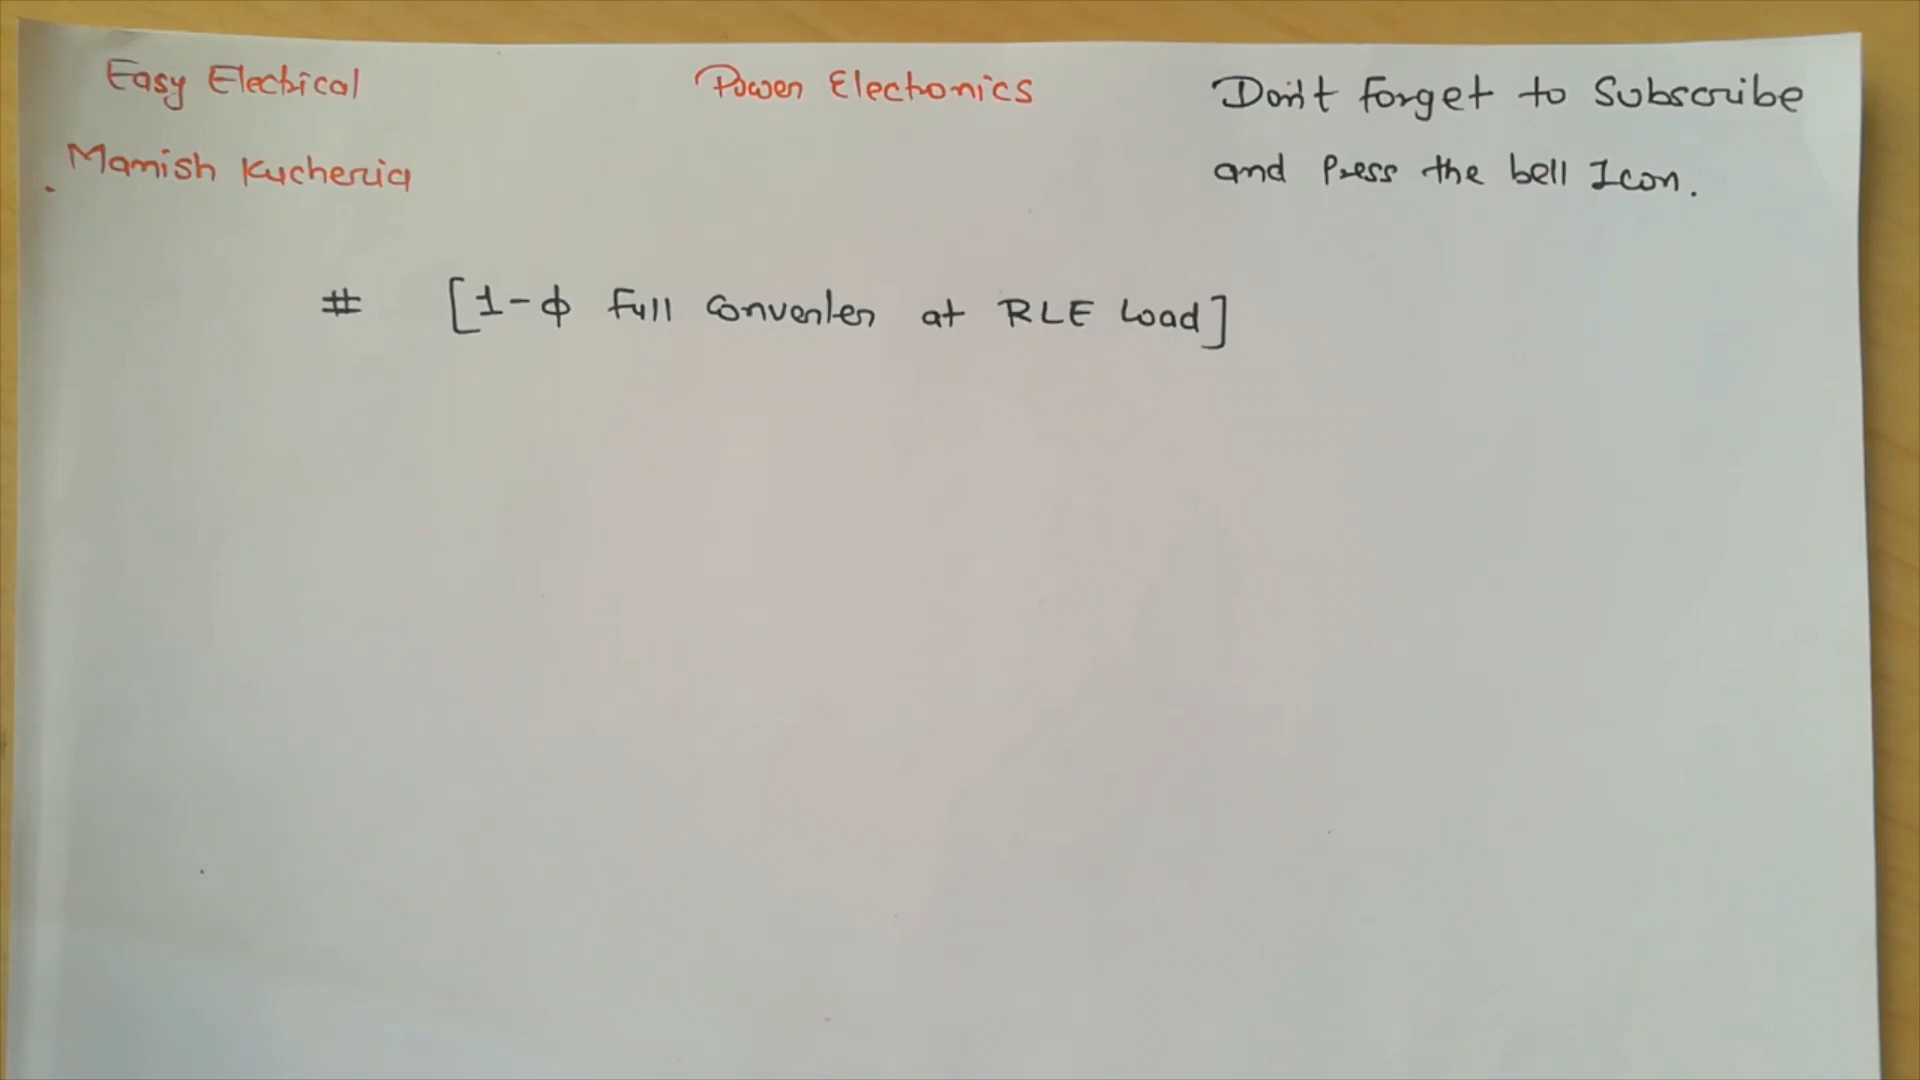 Easy Electrical
Manish Kucheria
Power Electronics
Don't forget to Subscribe
and Press the bell Icon.
# [1-ϕ Full Converter at RLE Load]